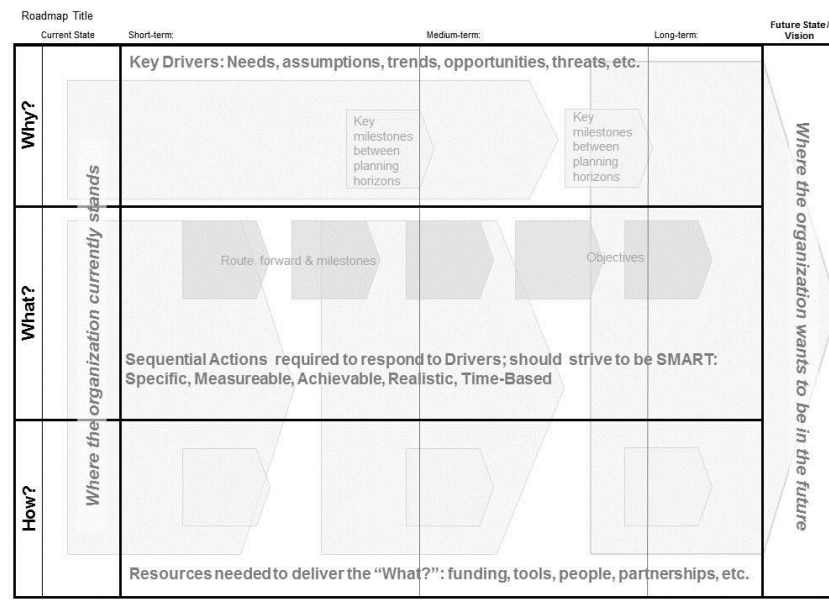 Roadmap Title
Current State
Short-term:
Medium-term:
Long-term:
Future State/
Vision
Why?
Key Drivers: Needs, assumptions, trends, opportunities, threats, etc.
Key
milestones
between
planning
horizons
Key
milestones
between
planning
horizons
Where the organization currently stands
Where the organization wants to be in the future
What?
Route forward & milestones
Objectives
Sequential Actions required to respond to Drivers; should strive to be SMART:
Specific, Measureable, Achievable, Realistic, Time-Based
How?
Resources needed to deliver the “What?”: funding, tools, people, partnerships, etc.